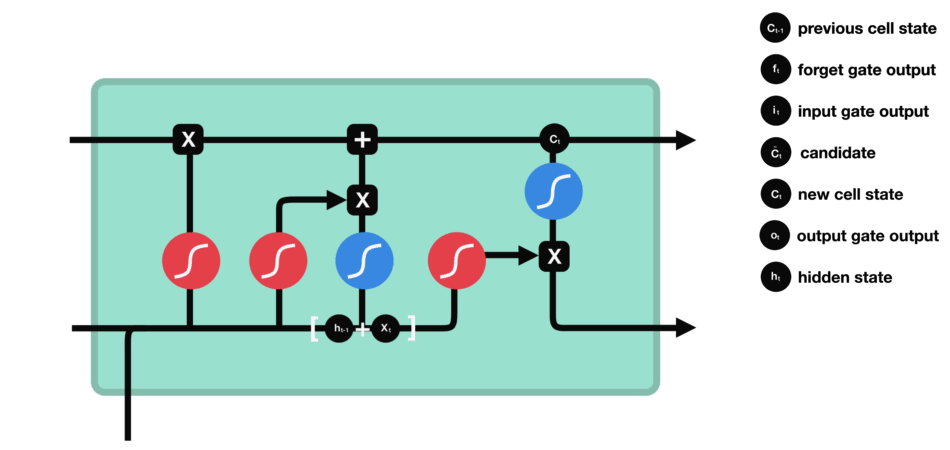 X
+
Ct
X
X
[ ht-1 + Xt ]
Ct-1 previous cell state
ft forget gate output
it input gate output
C̃t candidate
Ct new cell state
ot output gate output
ht hidden state